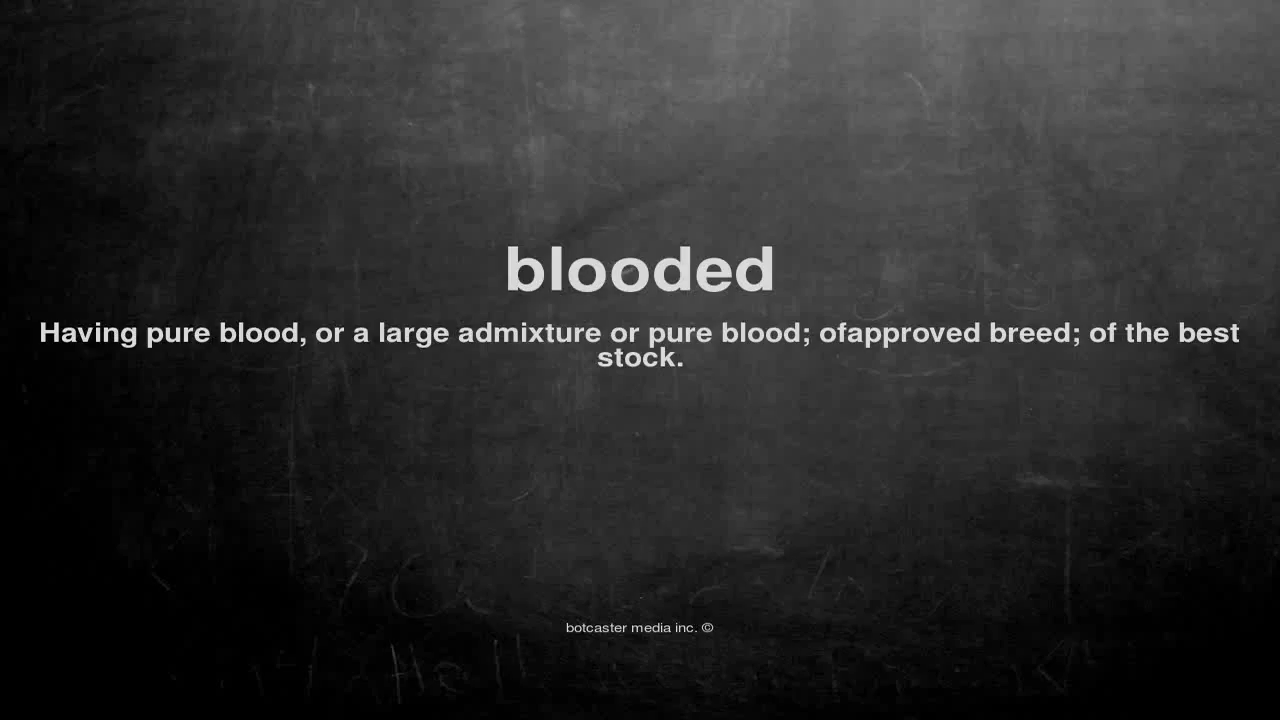 blooded
Having pure blood, or a large admixture or pure blood; ofapproved breed; of the best
stock.
botcaster media inc. ©